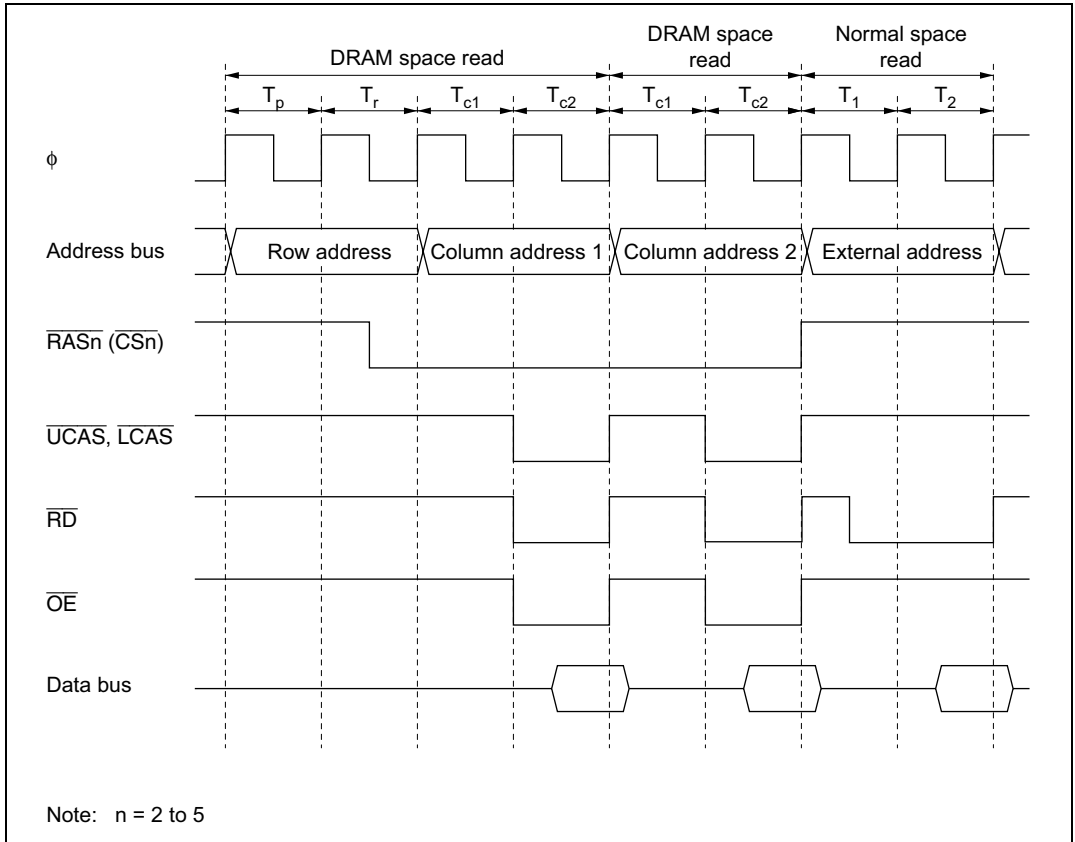 DRAM space read
DRAM space
read
Normal space
read
Tp Tr Tc1 Tc2 Tc1 Tc2 T1 T2
ϕ
Address bus
Row address
Column address 1
Column address 2
External address
RASn (CSn)
UCAS, LCAS
RD
OE
Data bus
Note: n = 2 to 5